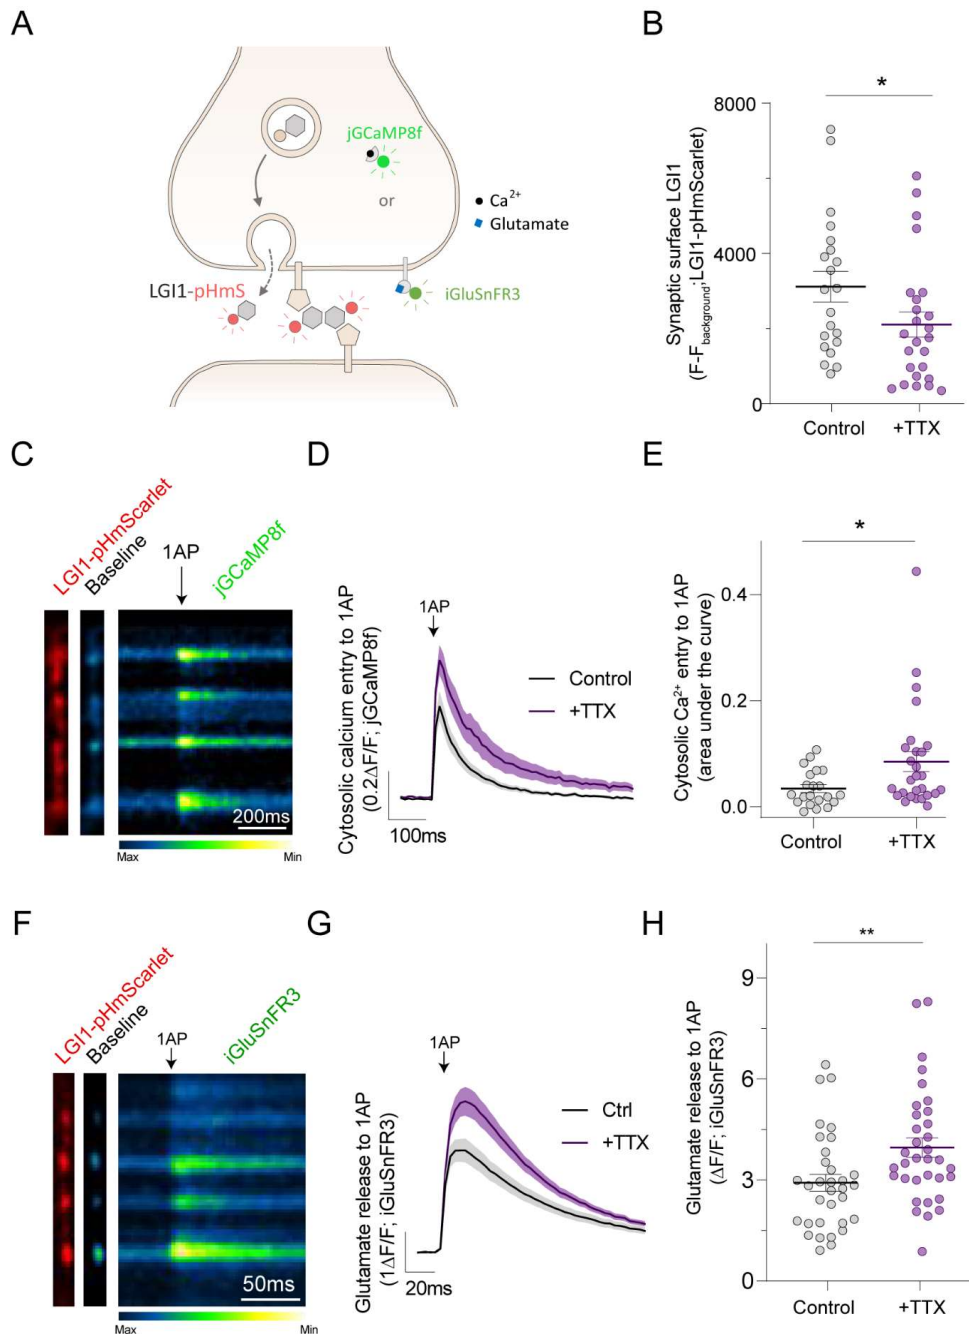 A
jGCaMP8f
or
Ca²⁺
Glutamate
LGI1-pHmS
iGluSnFR3
B
*
Synaptic surface LGI1
(F-Fbackground; LGI1-pHmScarlet)
8000
4000
0
Control
+TTX
C
LGI1-pHmScarlet
Baseline
1AP
jGCaMP8f
200ms
Max
Min
D
Cytosolic calcium entry to 1AP
(0.2ΔF/F; jGCaMP8f)
1AP
Control
+TTX
100ms
E
*
Cytosolic Ca²⁺ entry to 1AP
(area under the curve)
0.4
0.2
0.0
Control
+TTX
F
LGI1-pHmScarlet
Baseline
1AP
iGluSnFR3
50ms
Max
Min
G
Glutamate release to 1AP
(1ΔF/F; iGluSnFR3)
1AP
Ctrl
+TTX
20ms
H
**
Glutamate release to 1AP
(ΔF/F; iGluSnFR3)
9
6
3
0
Control
+TTX